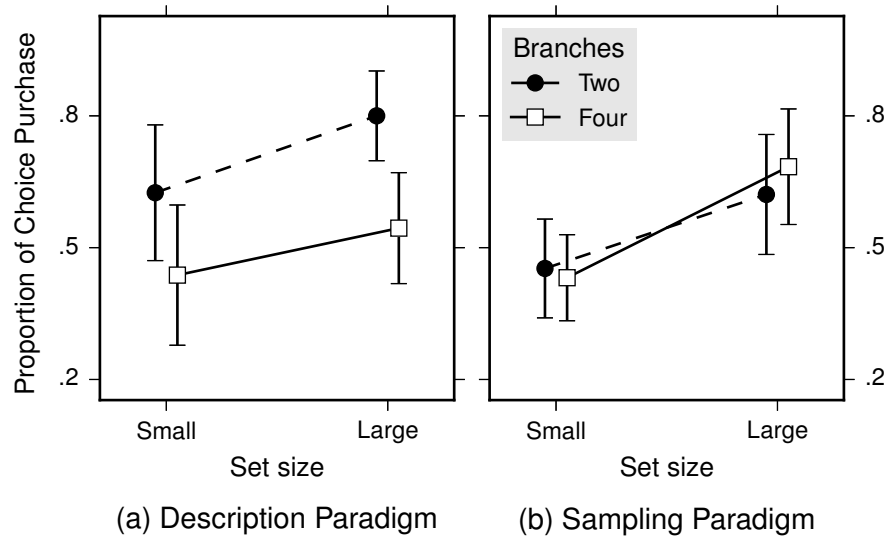 Proportion of Choice Purchase
.8
.5
.2
Small
Large
Set size
(a) Description Paradigm
Branches
Two
Four
.8
.5
.2
Small
Large
Set size
(b) Sampling Paradigm